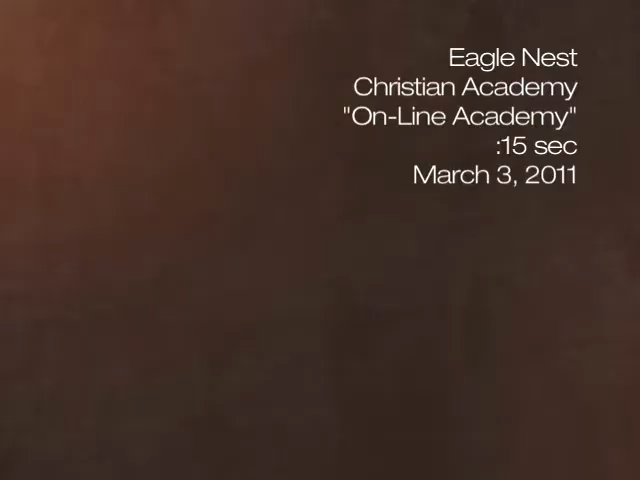 Eagle Nest
Christian Academy
"On-Line Academy"
:15 sec
March 3, 2011